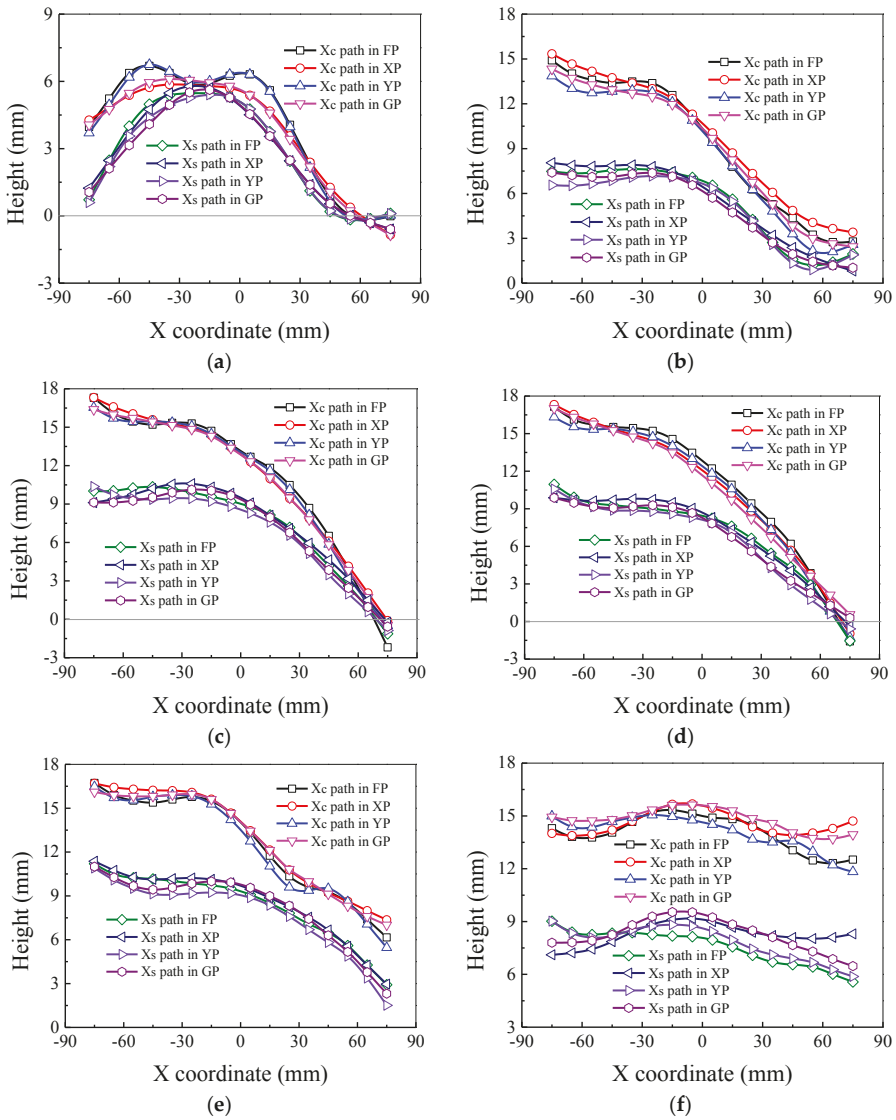 9
6
3
0
-3
Height (mm)
Xc path in FP
Xc path in XP
Xc path in YP
Xc path in GP
Xs path in FP
Xs path in XP
Xs path in YP
Xs path in GP
-90 -60 -30 0 30 60 90
X coordinate (mm)
(a)
18
15
12
9
6
3
0
Height (mm)
Xc path in FP
Xc path in XP
Xc path in YP
Xc path in GP
Xs path in FP
Xs path in XP
Xs path in YP
Xs path in GP
-90 -60 -30 0 30 60 90
X coordinate (mm)
(b)
18
15
12
9
6
3
0
-3
Height (mm)
Xc path in FP
Xc path in XP
Xc path in YP
Xc path in GP
Xs path in FP
Xs path in XP
Xs path in YP
Xs path in GP
-90 -60 -30 0 30 60 90
X coordinate (mm)
(c)
18
15
12
9
6
3
0
-3
Height (mm)
Xc path in FP
Xc path in XP
Xc path in YP
Xc path in GP
Xs path in FP
Xs path in XP
Xs path in YP
Xs path in GP
-90 -60 -30 0 30 60 90
X coordinate (mm)
(d)
18
15
12
9
6
3
0
Height (mm)
Xc path in FP
Xc path in XP
Xc path in YP
Xc path in GP
Xs path in FP
Xs path in XP
Xs path in YP
Xs path in GP
-90 -60 -30 0 30 60 90
X coordinate (mm)
(e)
18
15
12
9
6
3
Height (mm)
Xc path in FP
Xc path in XP
Xc path in YP
Xc path in GP
Xs path in FP
Xs path in XP
Xs path in YP
Xs path in GP
-90 -60 -30 0 30 60 90
X coordinate (mm)
(f)